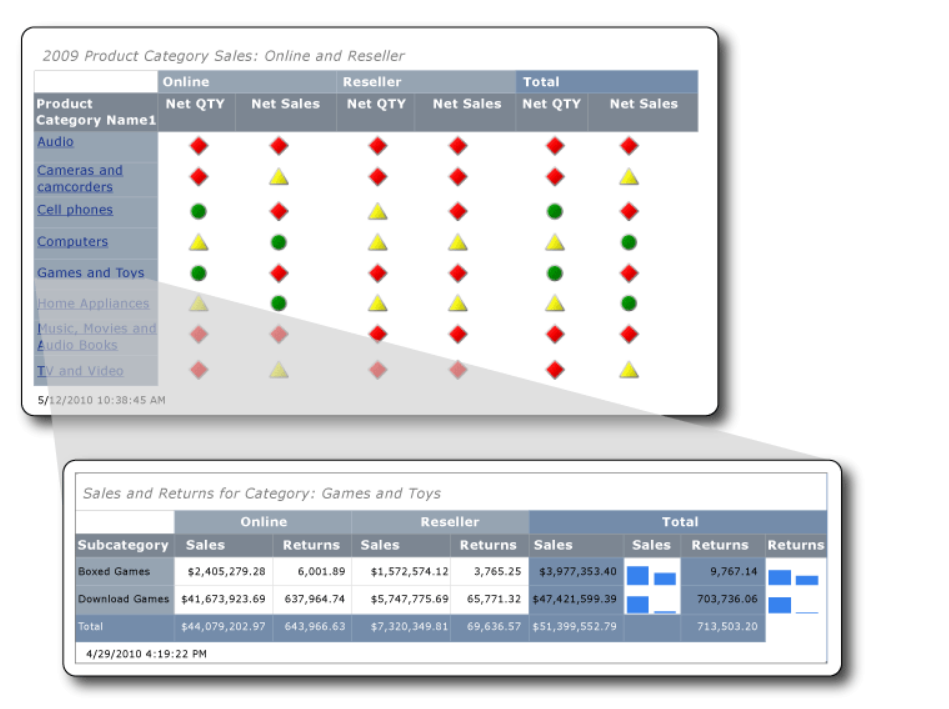 2009 Product Category Sales: Online and Reseller
Online Reseller Total
Product Category Name1 Net QTY Net Sales Net QTY Net Sales Net QTY Net Sales
Audio
Cameras and
camcorders
Cell phones
Computers
Games and Toys
Home Appliances
Music, Movies and
Audio Books
TV and Video
5/12/2010 10:38:45 AM
Sales and Returns for Category: Games and Toys
Online Reseller Total
Subcategory Sales Returns Sales Returns Sales Sales Returns Returns
Boxed Games $2,405,279.28 6,001.89 $1,572,574.12 3,765.25 $3,977,353.40 9,767.14
Download Games $41,673,923.69 637,964.74 $5,747,775.69 65,771.32 $47,421,599.39 703,736.06
Total $44,079,202.97 643,966.63 $7,320,349.81 69,636.57 $51,399,552.79 713,503.20
4/29/2010 4:19:22 PM